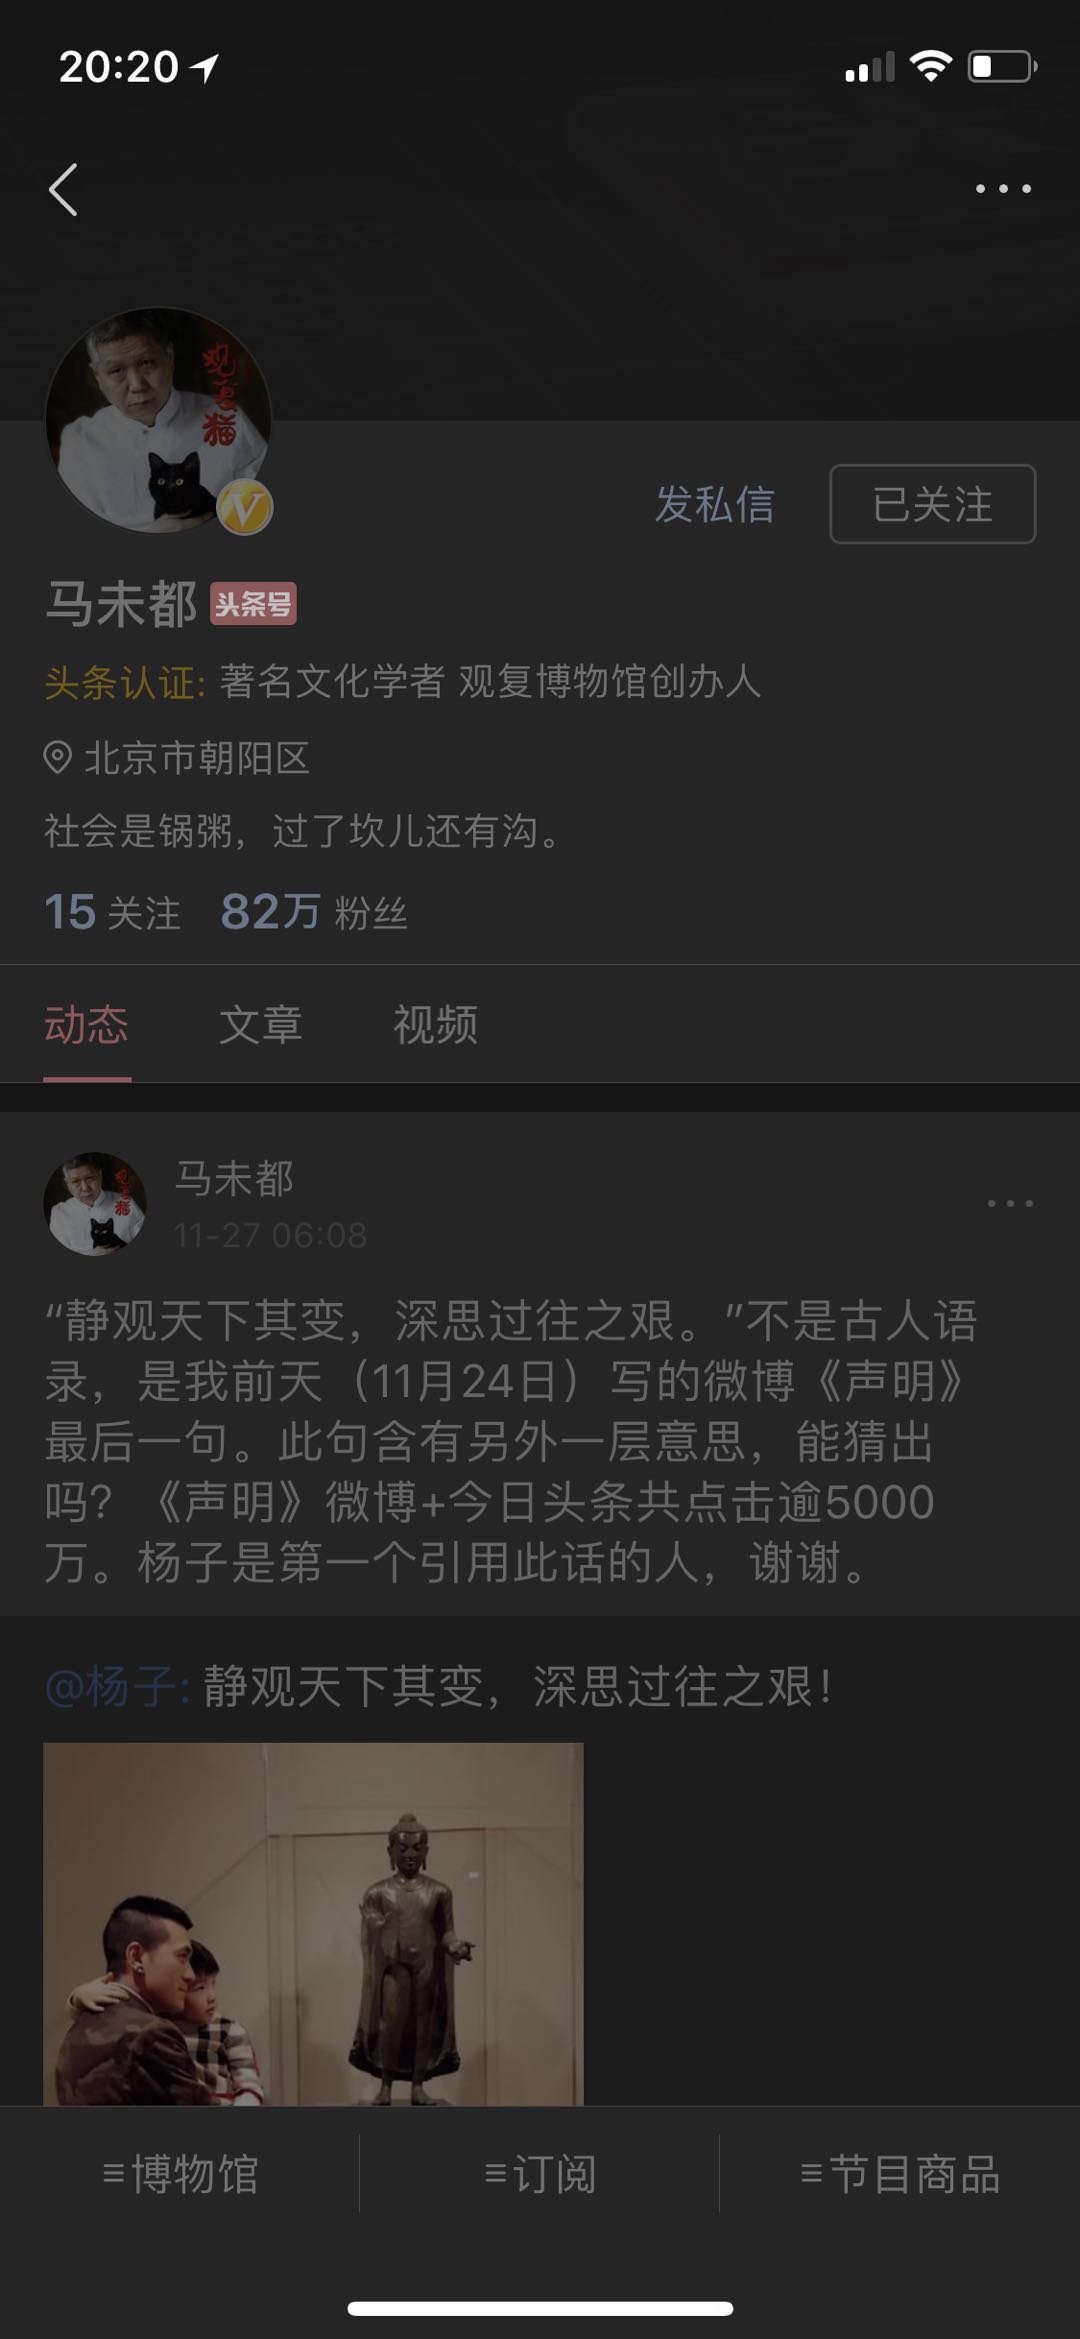 20:20
观复猫
V
发私信
已关注
马未都 头条号
头条认证: 著名文化学者 观复博物馆创办人
北京市朝阳区
社会是锅粥，过了坎儿还有沟。
15 关注 82万 粉丝
动态 文章 视频
马未都
11-27 06:08
“静观天下其变，深思过往之艰。”不是古人语
录，是我前天（11月24日）写的微博《声明》
最后一句。此句含有另外一层意思，能猜出
吗？《声明》微博+今日头条共点击逾5000
万。杨子是第一个引用此话的人，谢谢。
@杨子: 静观天下其变，深思过往之艰！
≡博物馆 ≡订阅 ≡节目商品